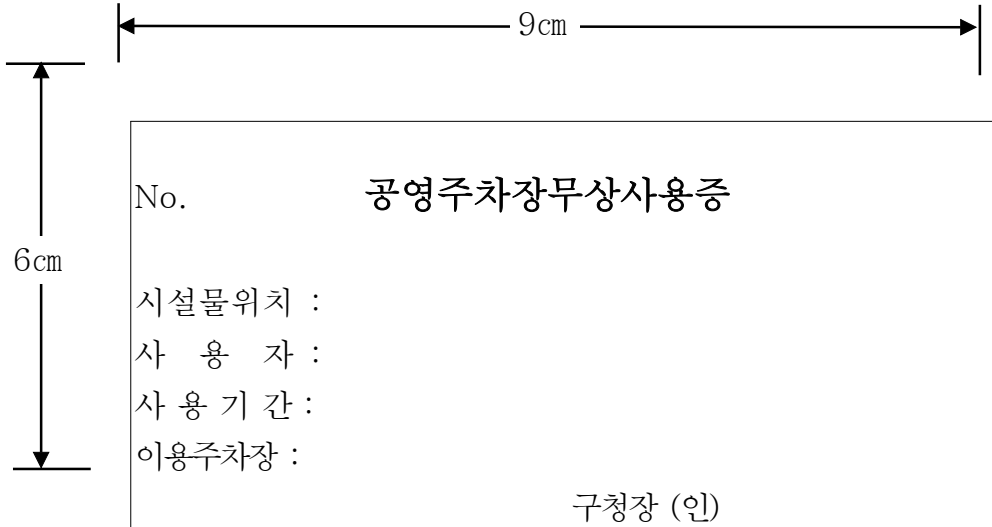 9㎝
No. 공영주차장무상사용증
6㎝
시설물위치 :
사 용 자 :
사 용 기 간 :
이용주차장 :
구청장 (인)